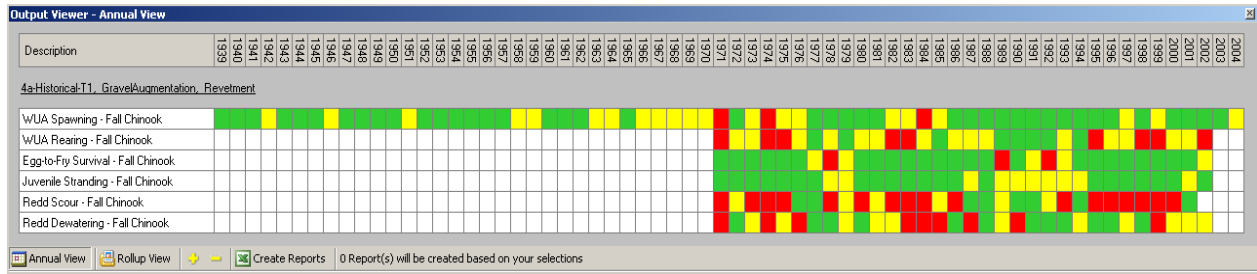 Output Viewer - Annual View
Description 1939 1940 1941 1942 1943 1944 1945 1946 1947 1948 1949 1950 1951 1952 1953 1954 1955 1956 1957 1958 1959 1960 1961 1962 1963 1964 1965 1966 1967 1968 1969 1970 1971 1972 1973 1974 1975 1976 1977 1978 1979 1980 1981 1982 1983 1984 1985 1986 1987 1988 1989 1990 1991 1992 1993 1994 1995 1996 1997 1998 1999 2000 2001 2002 2003 2004
4a-Historical-T1, GravelAugmentation, Revetment
WUA Spawning - Fall Chinook
WUA Rearing - Fall Chinook
Egg-to-Fry Survival - Fall Chinook
Juvenile Stranding - Fall Chinook
Redd Scour - Fall Chinook
Redd Dewatering - Fall Chinook
Annual View Rollup View Create Reports 0 Report(s) will be created based on your selections